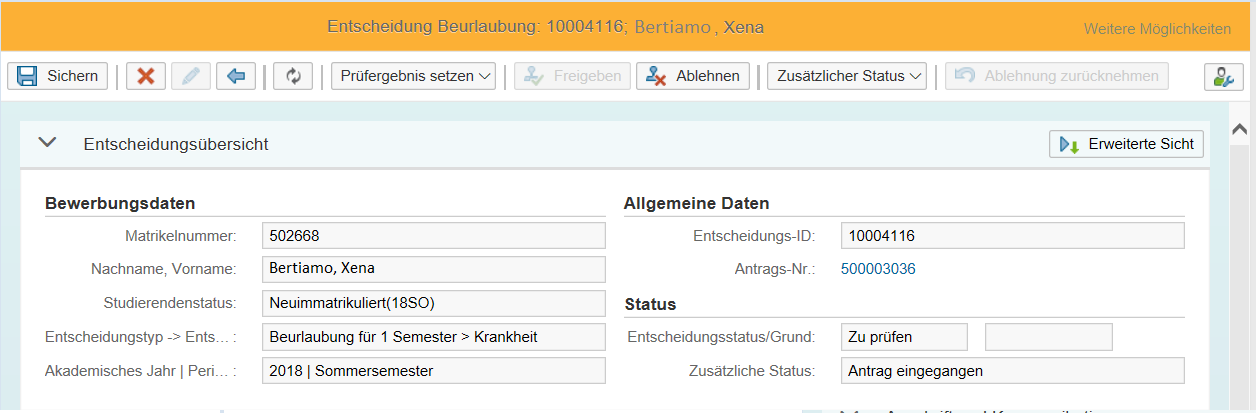 Entscheidung Beurlaubung: 10004116; Bertiamo, Xena
Weitere Möglichkeiten
Sichern Prüfergebnis setzen Freigeben Ablehnen Zusätzlicher Status Ablehnung zurücknehmen
Entscheidungsübersicht
Erweiterte Sicht
Bewerbungsdaten
Matrikelnummer: 502668
Nachname, Vorname: Bertiamo, Xena
Studierendenstatus: Neuimmatrikuliert(18SO)
Entscheidungstyp -> Ents... : Beurlaubung für 1 Semester > Krankheit
Akademisches Jahr | Peri... : 2018 | Sommersemester
Allgemeine Daten
Entscheidungs-ID: 10004116
Antrags-Nr.: 500003036
Status
Entscheidungsstatus/Grund: Zu prüfen
Zusätzliche Status: Antrag eingegangen